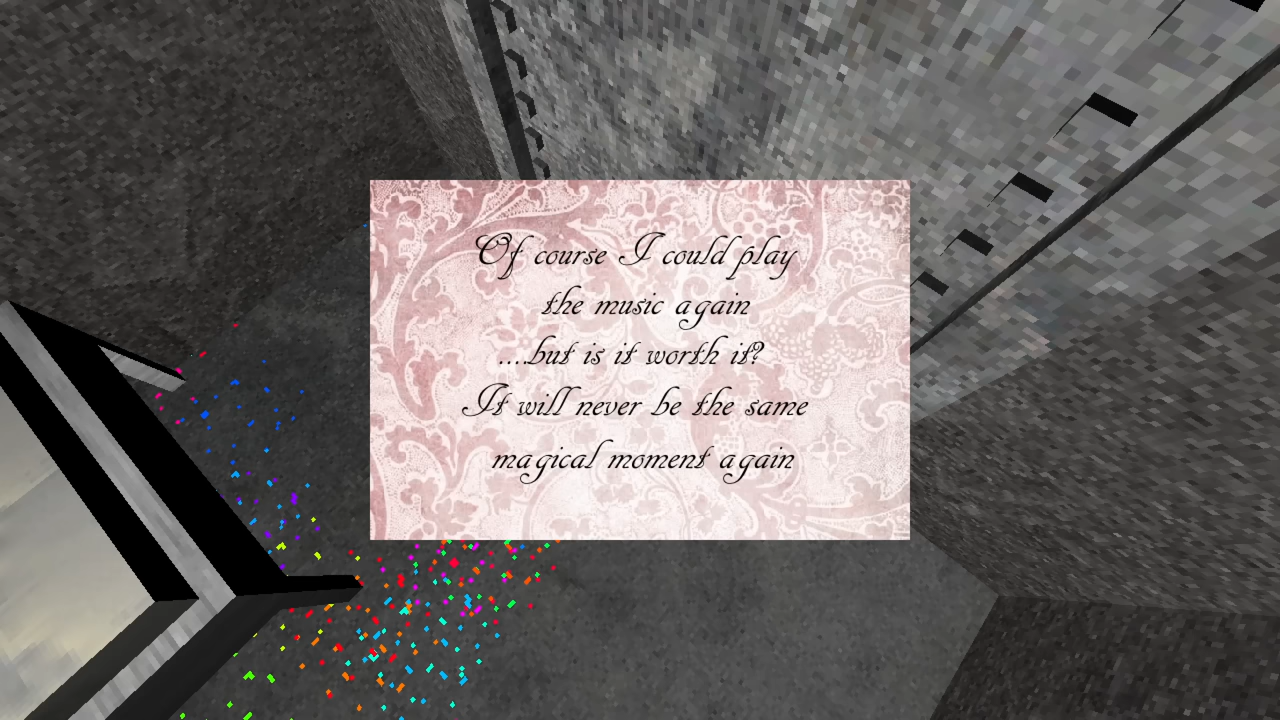 Of course I could play
the music again
....but is it worth it?
It will never be the same
magical moment again